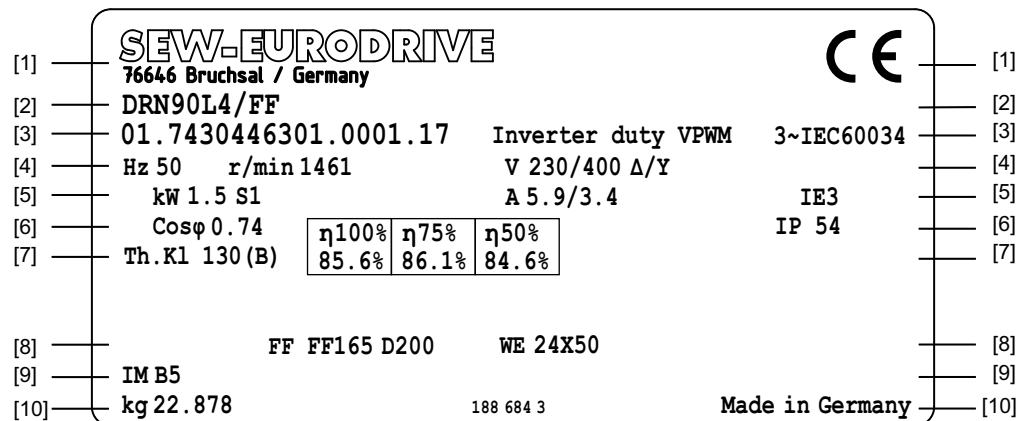 [1] SEW-EURODRIVE CE [1]
76646 Bruchsal / Germany
[2] DRN90L4/FF [2]
[3] 01.7430446301.0001.17 Inverter duty VPWM 3~IEC60034 [3]
[4] Hz 50 r/min 1461 V 230/400 Δ/Y [4]
[5] kW 1.5 S1 A 5.9/3.4 IE3 [5]
[6] Cosφ 0.74 η100% η75% η50% IP 54 [6]
[7] Th.Kl 130(B) 85.6% 86.1% 84.6% [7]
[8] FF FF165 D200 WE 24X50 [8]
[9] IM B5 [9]
[10] kg 22.878 188 684 3 Made in Germany [10]